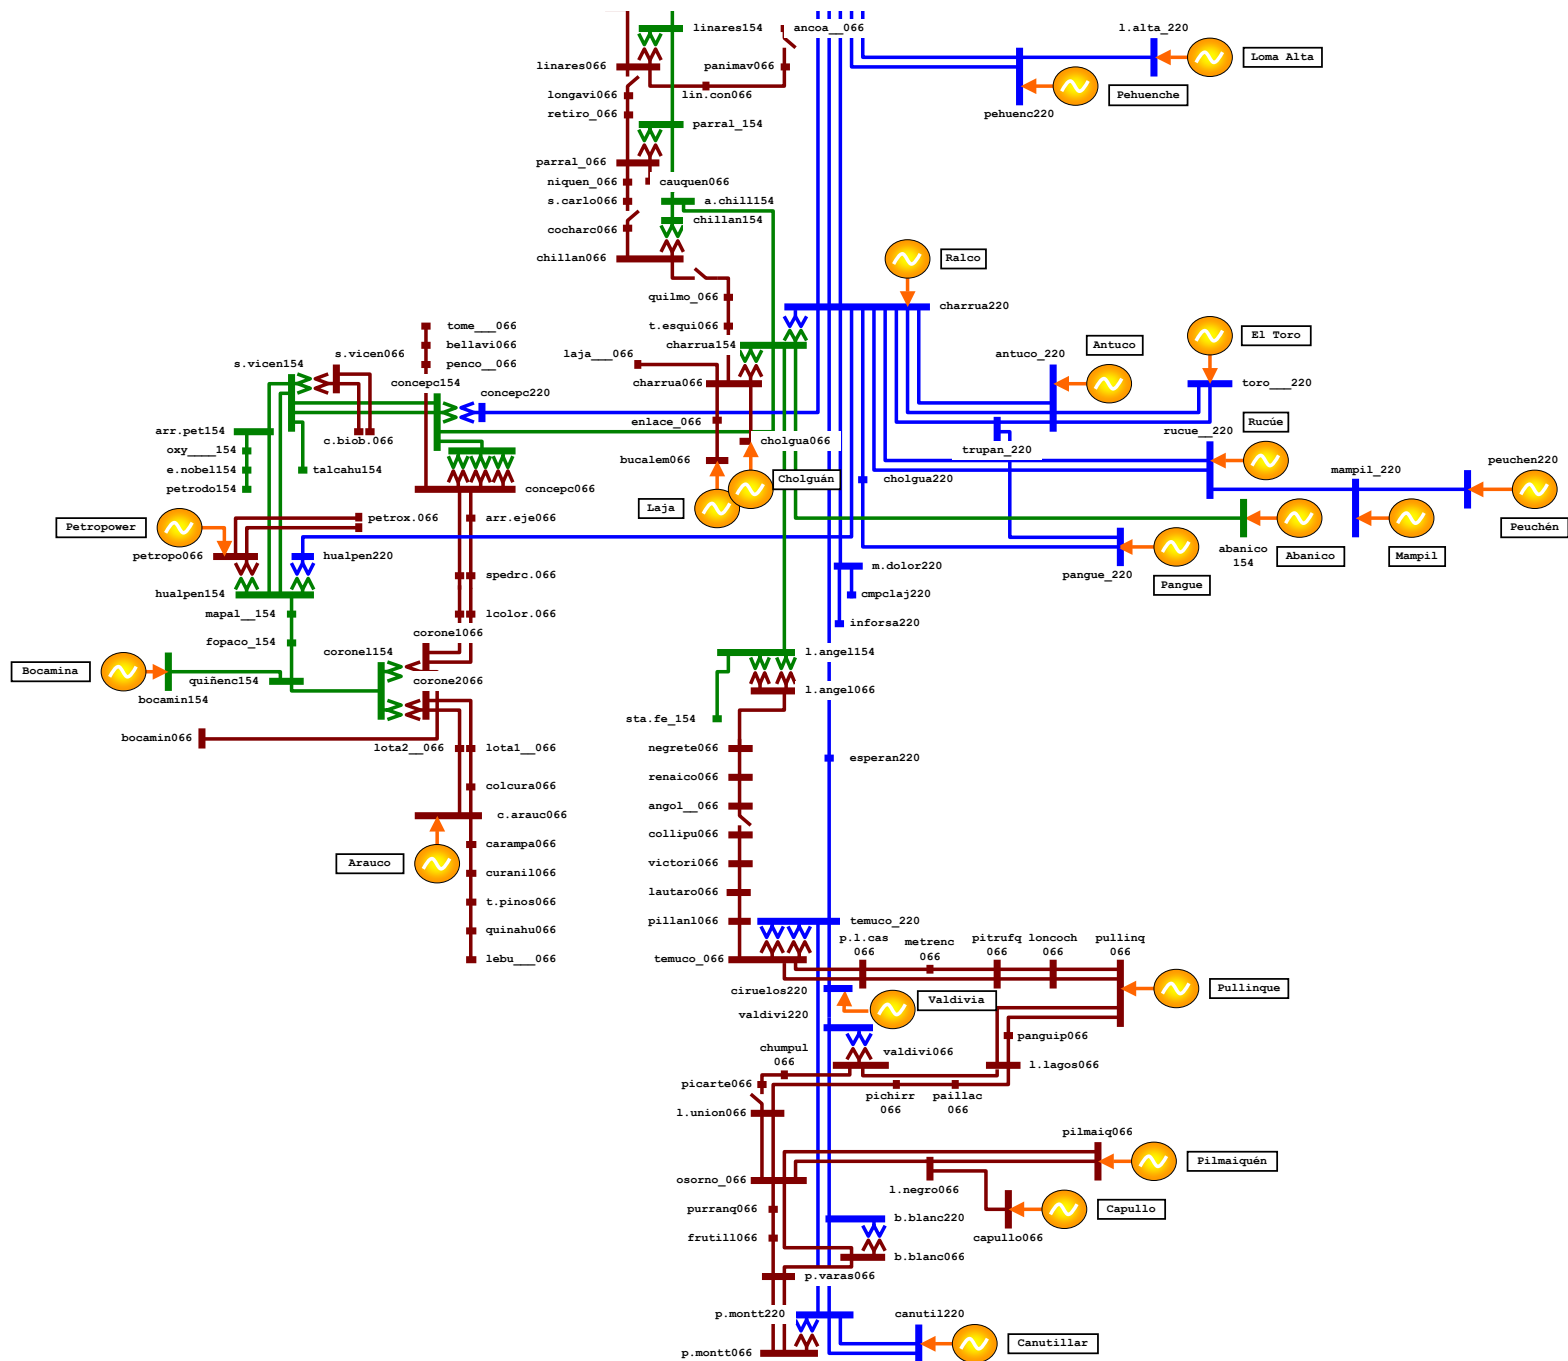 linares154
ancoa__066
l.alta_220
Loma Alta
linares066
panimav066
longavi066
lin.con066
Pehuenche
retiro_066
pehuenc220
parral_154
parral_066
niquen_066
cauquen066
s.carlo066
a.chill154
chillan154
cocharc066
chillan066
Ralco
quilmo_066
charrua220
tome___066
t.esqui066
El Toro
bellavi066
charrua154
Antuco
s.vicen066
laja___066
antuco_220
s.vicen154
penco__066
concepc154
charrua066
toro___220
concepc220
enlace_066
Rucúe
arr.pet154
c.biob.066
cholgua066
rucue__220
oxy____154
trupan_220
bucalem066
e.nobel154
talcahu154
mampil_220
peuchen220
petrodo154
concepc066
Cholguán
cholgua220
Laja
petrox.066
arr.eje066
Petropower
Peuchén
petropo066
hualpen220
abanico
154
Abanico
Mampil
m.dolor220
pangue_220
spedrc.066
Pangue
hualpen154
cmpclaj220
mapal__154
lcolor.066
inforsa220
corone1066
fopaco_154
coronel154
l.angel154
Bocamina
quiñenc154
corone2066
bocamin154
l.angel066
sta.fe_154
bocamin066
lota2__066
lota1__066
negrete066
esperan220
renaico066
colcura066
angol__066
c.arauc066
collipu066
carampa066
Arauco
victori066
curanil066
lautaro066
t.pinos066
pillanl066
temuco_220
quinahu066
p.l.cas
066
metrenc
066
pitrufq
066
loncoch
066
pullinq
066
lebu___066
temuco_066
ciruelos220
Pullinque
Valdivia
valdivi220
panguip066
chumpul
066
valdivi066
l.lagos066
picarte066
pichirr
066
paillac
066
l.union066
pilmaiq066
Pilmaiquén
osorno_066
l.negro066
purranq066
Capullo
b.blanc220
frutill066
capullo066
b.blanc066
p.varas066
p.montt220
canutil220
Canutillar
p.montt066